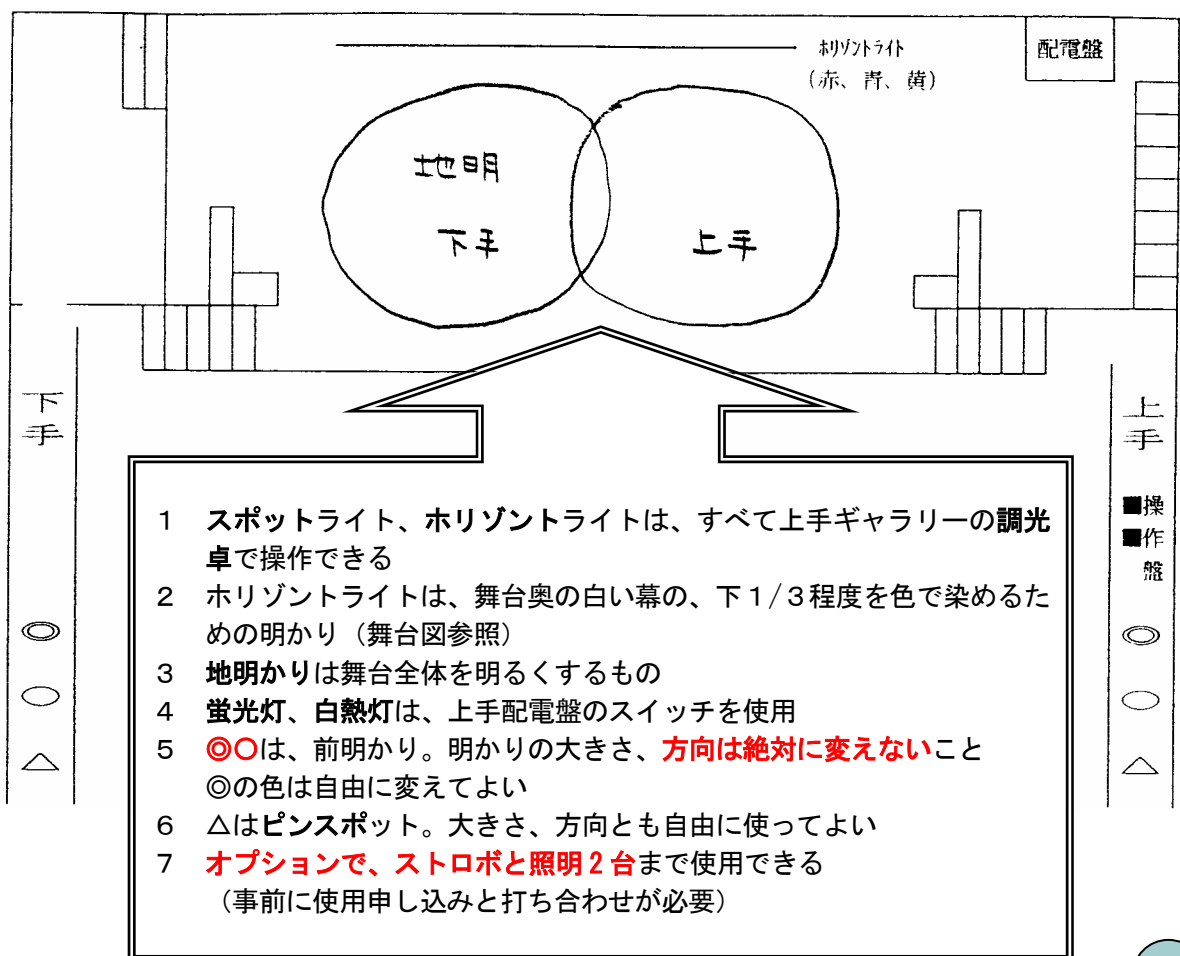 ﾎﾘｿﾞﾝﾄﾗｲﾄ
(赤、青、黄)
配電盤
地明
下手
上手
下手
上手
■操
■作
盤
◎
○
△
◎
○
△
1 スポットライト、ホリゾントライトは、すべて上手ギャラリーの調光
卓で操作できる
2 ホリゾントライトは、舞台奥の白い幕の、下1/3程度を色で染めるた
めの明かり（舞台図参照）
3 地明かりは舞台全体を明るくするもの
4 蛍光灯、白熱灯は、上手配電盤のスイッチを使用
5 ◎○は、前明かり。明かりの大きさ、方向は絶対に変えないこと
◎の色は自由に変えてよい
6 △はピンスポット。大きさ、方向とも自由に使ってよい
7 オプションで、ストロボと照明２台まで使用できる
（事前に使用申し込みと打ち合わせが必要）